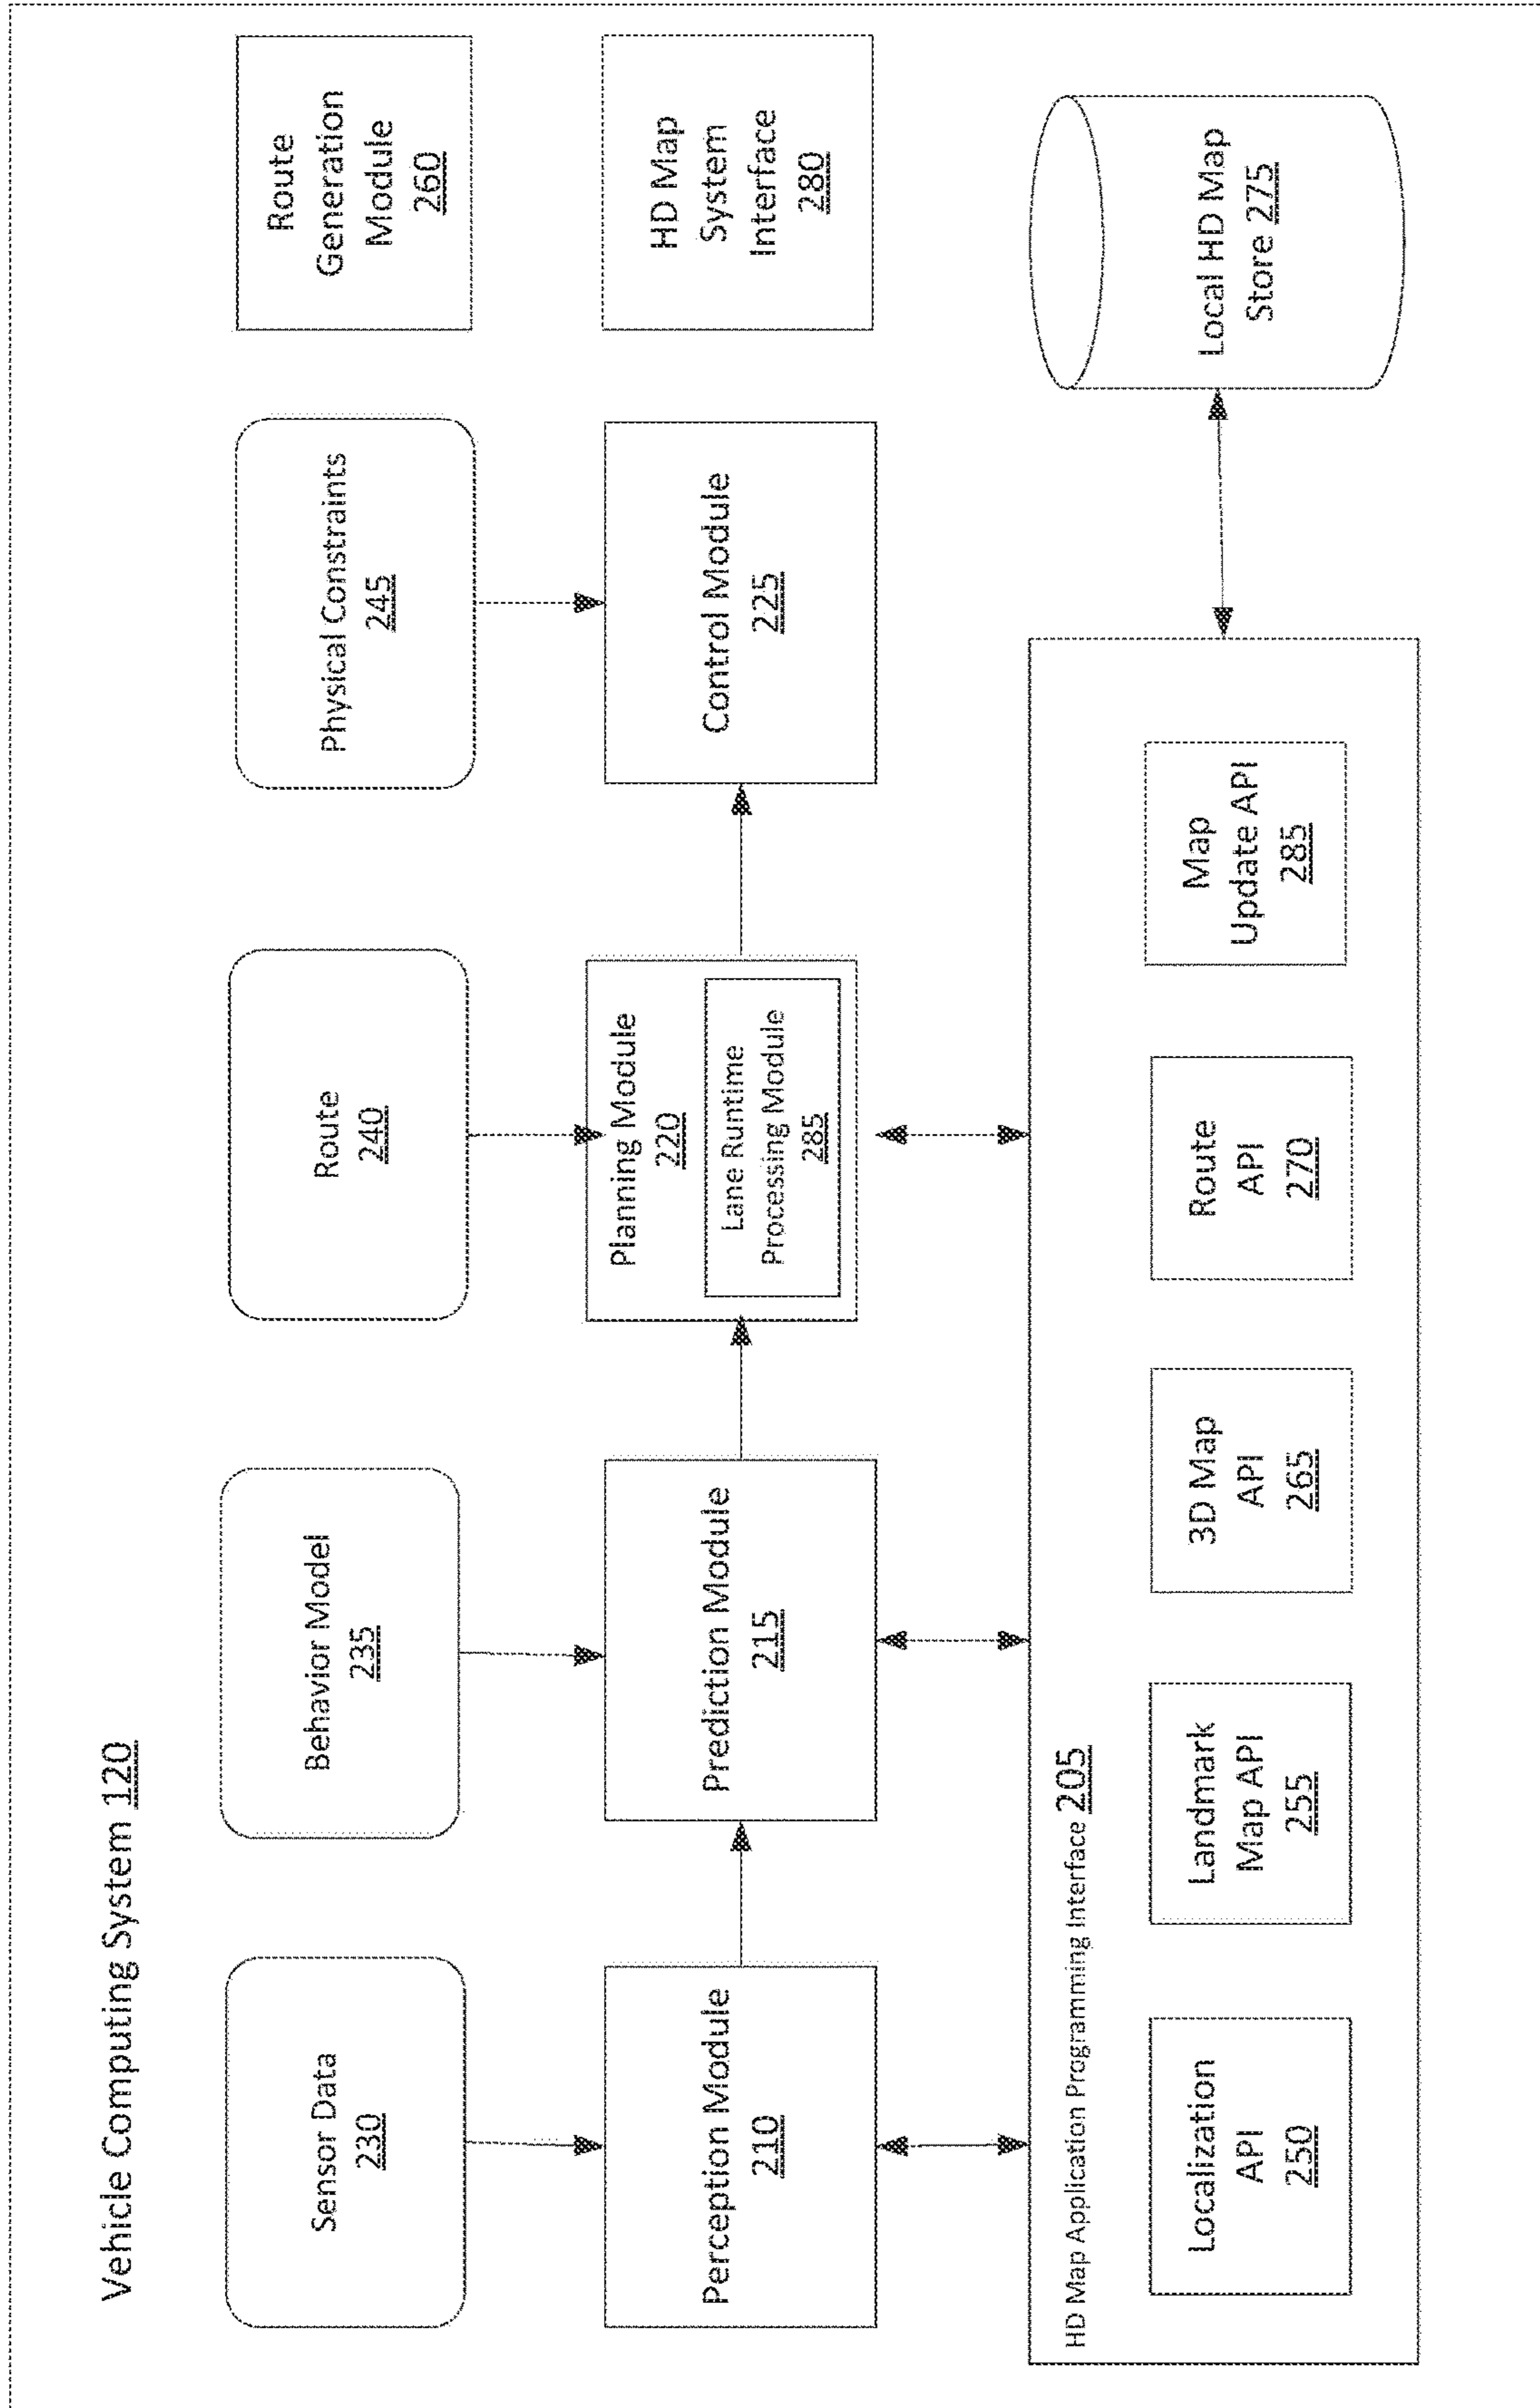 Vehicle Computing System 120
Sensor Data
230
Behavior Model
235
Route
240
Physical Constraints
245
Route
Generation
Module
260
Perception Module
210
Prediction Module
215
Planning Module
220
Lane Runtime
Processing Module
285
Control Module
225
HD Map
System
Interface
280
HD Map Application Programming Interface 205
Localization
API
250
Landmark
Map API
255
3D Map
API
265
Route
API
270
Map
Update API
285
Local HD Map
Store 275